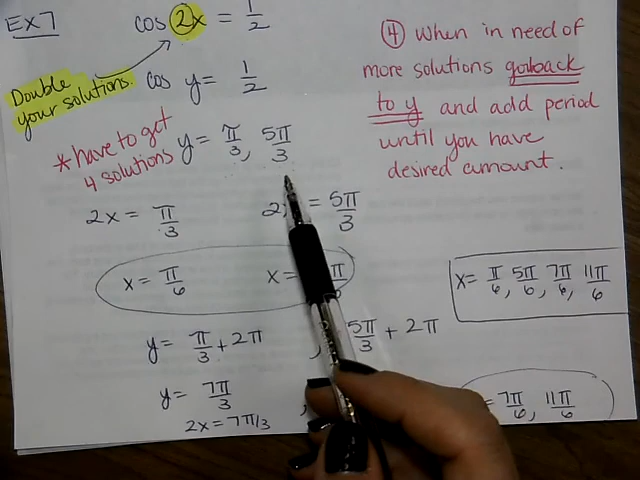 Ex 7 cos 2x = 1/2
Double your solutions.
cos y = 1/2
*have to get 4 solutions
y = π/3, 5π/3
2x = π/3
= 5π/3
x = π/6 x = π
y = π/3 + 2π , 5π/3 + 2π
y = 7π/3 ,
2x = 7π/3
④ When in need of
more solutions go back
to y and add period
until you have
desired amount.
x = π/6, 5π/6, 7π/6, 11π/6
= 7π/6, 11π/6